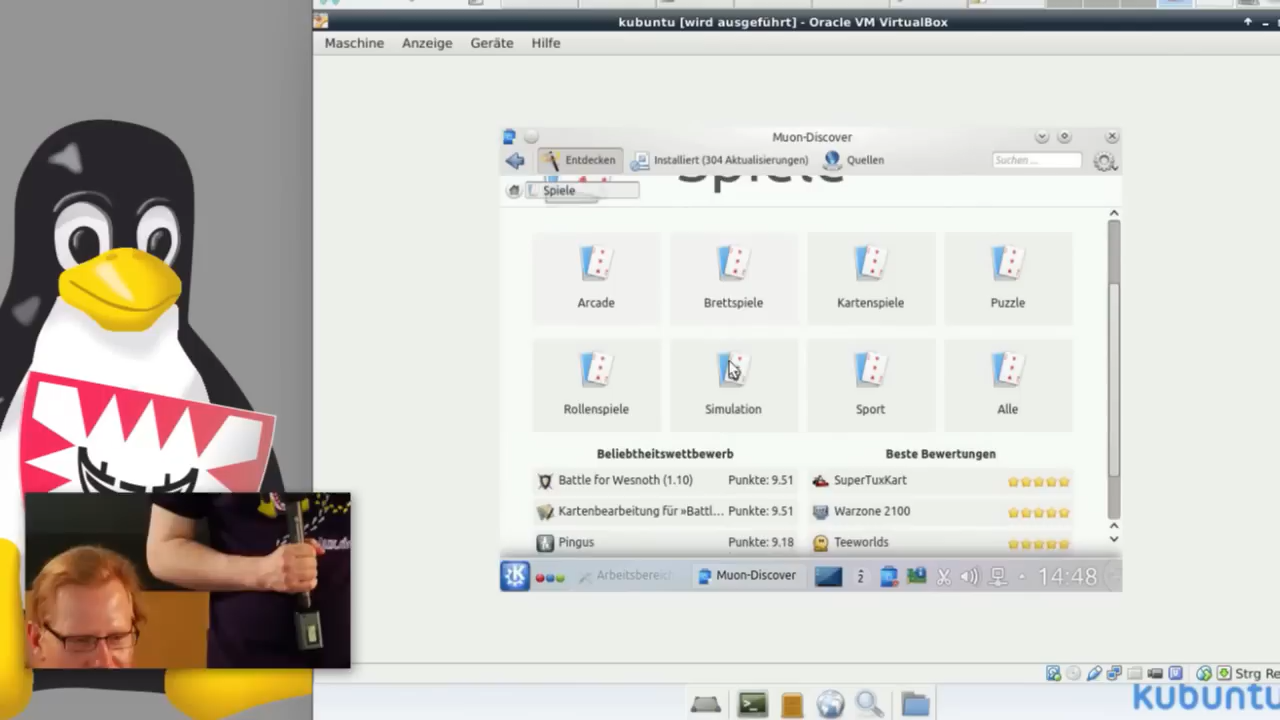 kubuntu [wird ausgeführt] - Oracle VM VirtualBox
Maschine Anzeige Geräte Hilfe
Muon-Discover
Entdecken Installiert (304 Aktualisierungen) Quellen Suchen ...
Spiele
Spiele
Arcade Brettspiele Kartenspiele Puzzle
Rollenspiele Simulation Sport Alle
Beliebtheitswettbewerb Beste Bewertungen
Battle for Wesnoth (1.10) Punkte: 9.51 SuperTuxKart
Kartenbearbeitung für »Battl... Punkte: 9.51 Warzone 2100
Pingus Punkte: 9.18 Teeworlds
Arbeitsbereic Muon-Discover 2 14:48
Strg Re
kubuntu